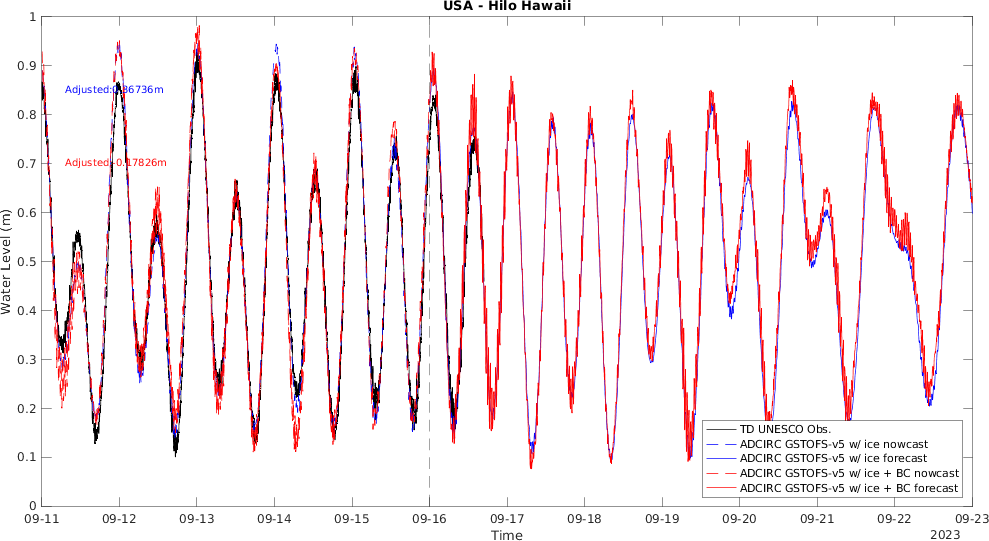 USA - Hilo Hawaii
1
0.9
0.8
0.7
0.6
0.5
0.4
0.3
0.2
0.1
0
Water Level (m)
Adjusted:0.36736m
Adjusted:-0.17826m
TD UNESCO Obs.
ADCIRC GSTOFS-v5 w/ ice nowcast
ADCIRC GSTOFS-v5 w/ ice forecast
ADCIRC GSTOFS-v5 w/ ice + BC nowcast
ADCIRC GSTOFS-v5 w/ ice + BC forecast
09-11 09-12 09-13 09-14 09-15 09-16 09-17 09-18 09-19 09-20 09-21 09-22 09-23
Time
2023